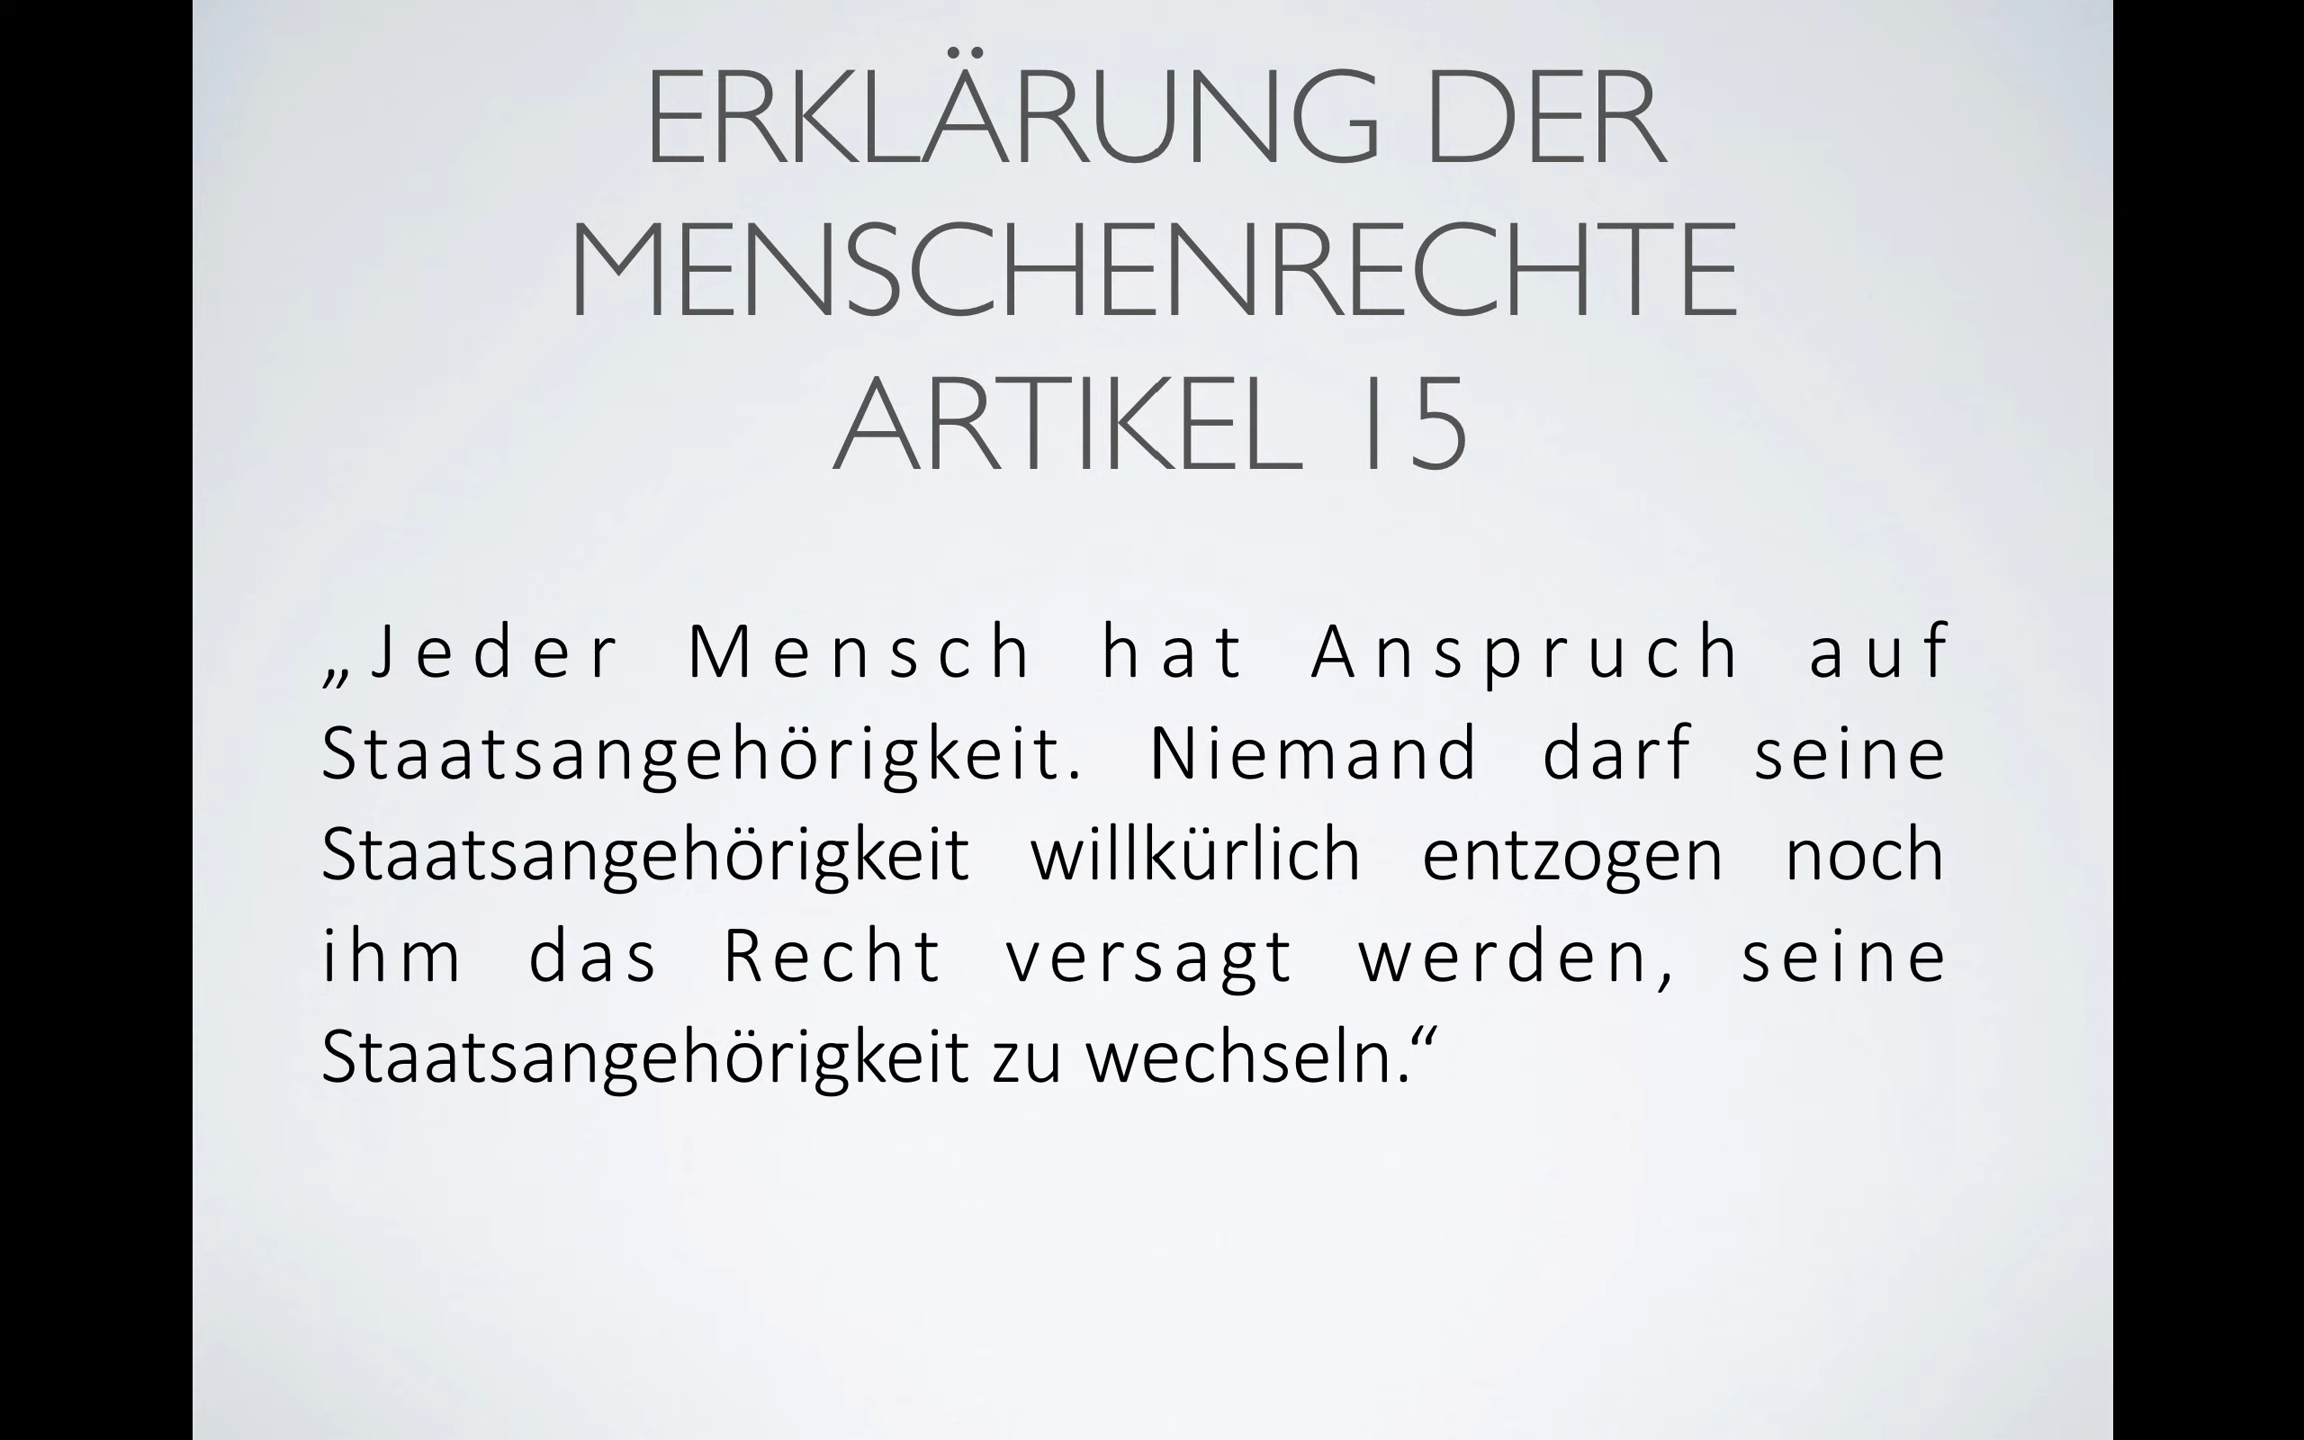 ERKLÄRUNG DER
MENSCHENRECHTE
ARTIKEL 15
„Jeder Mensch hat Anspruch auf
Staatsangehörigkeit. Niemand darf seine
Staatsangehörigkeit willkürlich entzogen noch
ihm das Recht versagt werden, seine
Staatsangehörigkeit zu wechseln.“